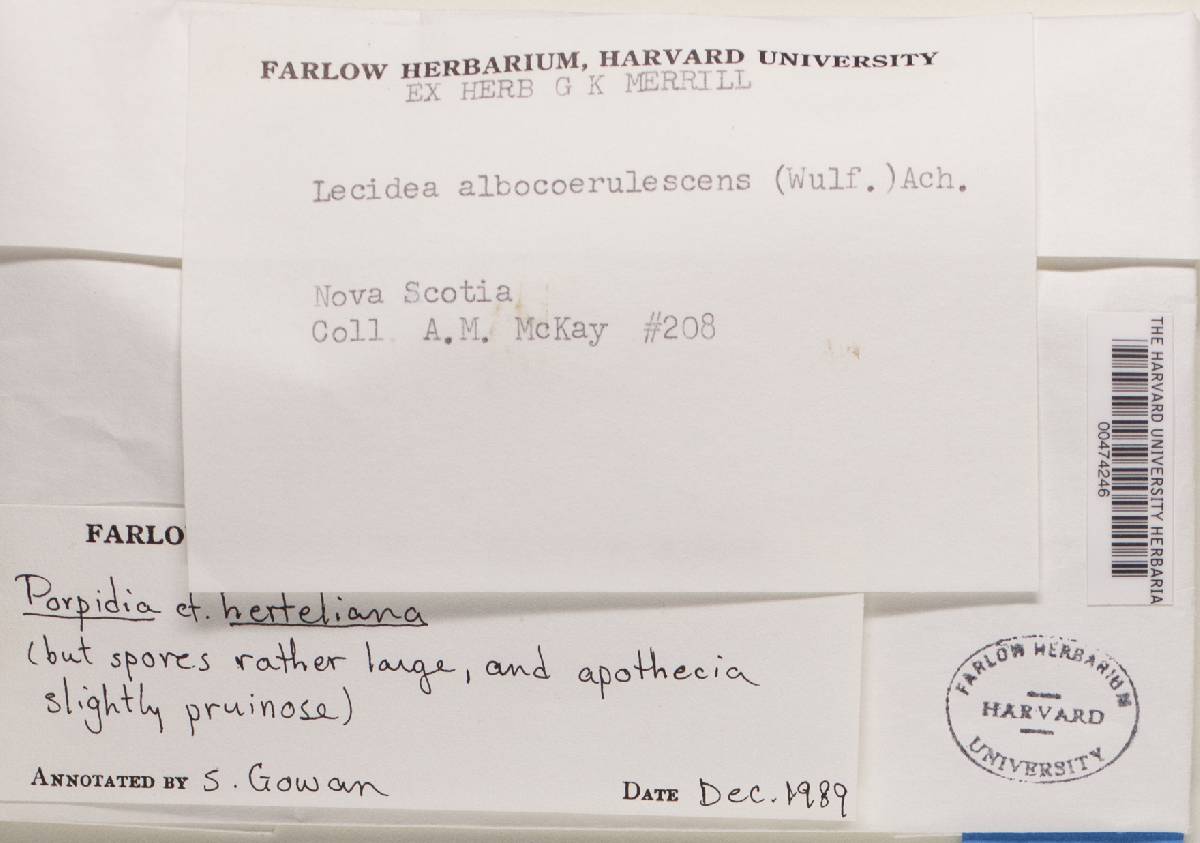 FARLOW HERBARIUM, HARVARD UNIVERSITY
EX HERB G K MERRILL
Lecidea albocoerulescens (Wulf.) Ach.
Nova Scotia
Coll. A.M. McKay #208
THE HARVARD UNIVERSITY HERBARIA
00474246
FARLO
Porpidia cf. herteliana
(but spores rather large, and apothecia
slightly pruinose)
ANNOTATED BY S. Gowan
DATE Dec. 1989
FARLOW HERBARIUM
HARVARD
UNIVERSITY